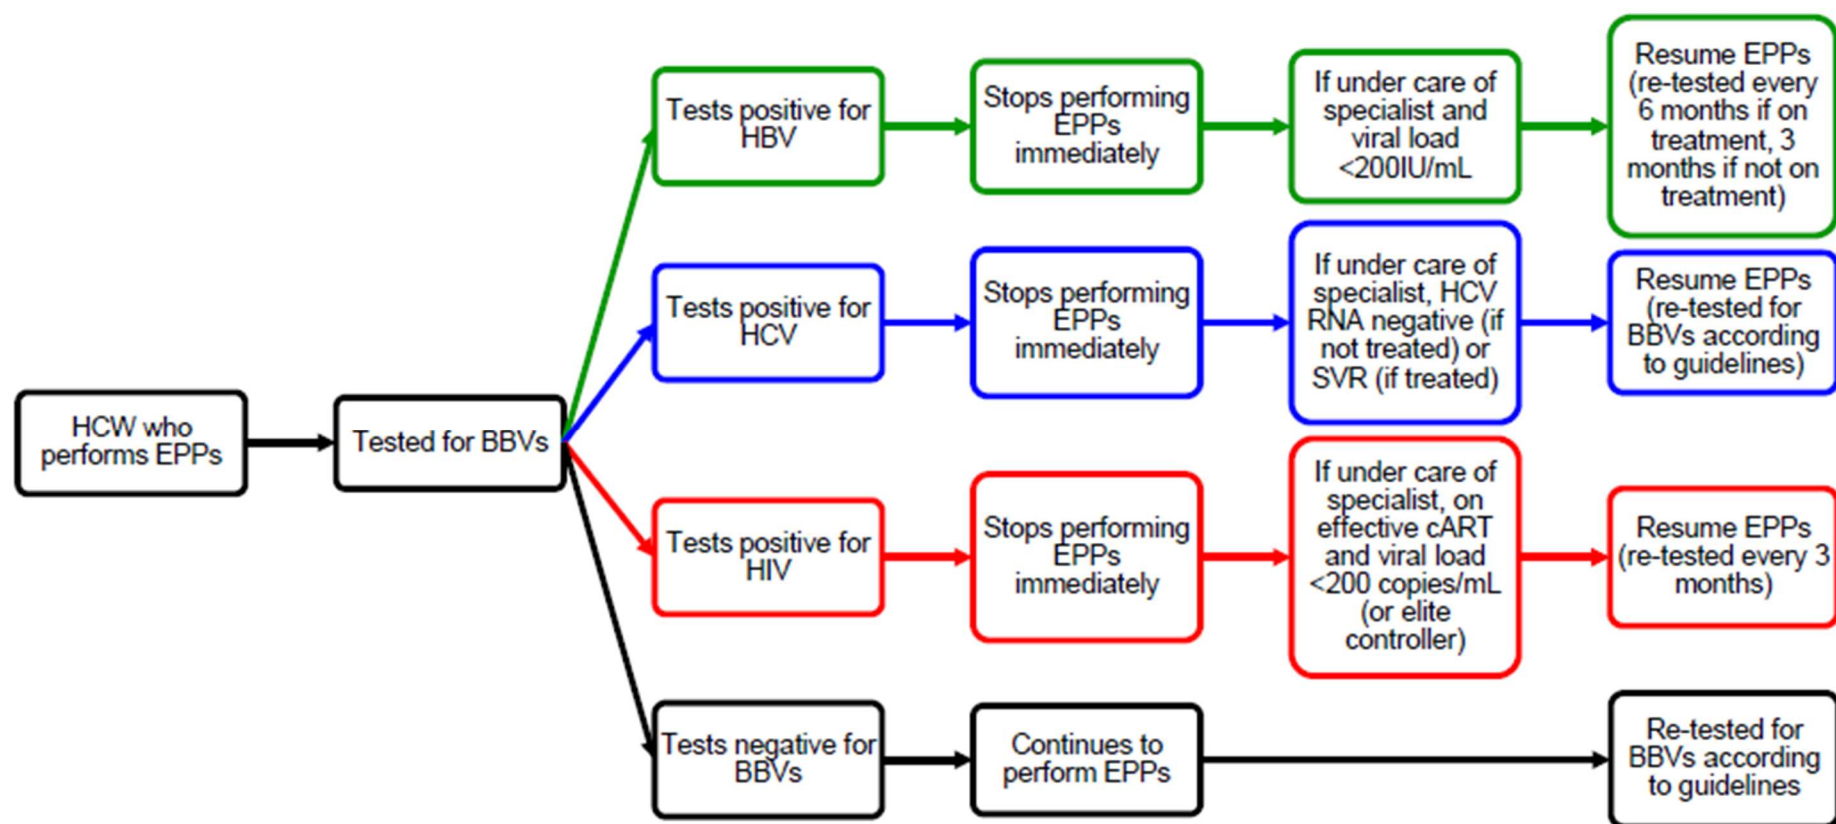 HCW who
performs EPPs
Tested for BBVs
Tests positive for
HBV
Stops performing
EPPs
immediately
If under care of
specialist and
viral load
<200IU/mL
Resume EPPs
(re-tested every
6 months if on
treatment, 3
months if not on
treatment)
Tests positive for
HCV
Stops performing
EPPs
immediately
If under care of
specialist, HCV
RNA negative (if
not treated) or
SVR (if treated)
Resume EPPs
(re-tested for
BBVs according
to guidelines)
Tests positive for
HIV
Stops performing
EPPs
immediately
If under care of
specialist, on
effective cART
and viral load
<200 copies/mL
(or elite
controller)
Resume EPPs
(re-tested every 3
months)
Tests negative for
BBVs
Continues to
perform EPPs
Re-tested for
BBVs according
to guidelines